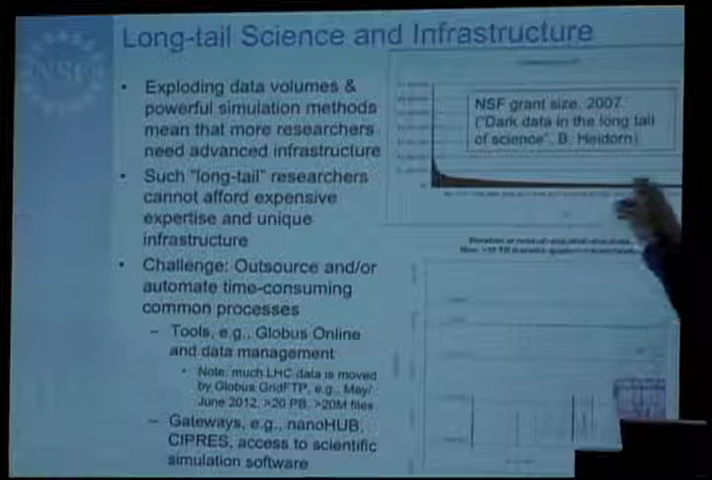 Long-tail Science and Infrastructure
NSF
• Exploding data volumes &
powerful simulation methods
mean that more researchers
need advanced infrastructure
• Such "long-tail" researchers
cannot afford expensive
expertise and unique
infrastructure
• Challenge: Outsource and/or
automate time-consuming
common processes
– Tools, e.g., Globus Online
and data management
• Note: much LHC data is moved
by Globus GridFTP, e.g., May/
June 2012, >20 PB, >20M files
– Gateways, e.g., nanoHUB,
CIPRES, access to scientific
simulation software
NSF grant size, 2007.
("Dark data in the long tail
of science", B. Heidorn)